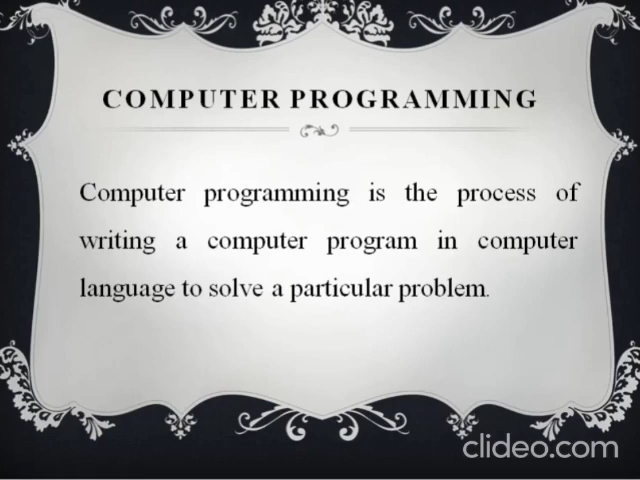 COMPUTER PROGRAMMING
Computer programming is the process of
writing a computer program in computer
language to solve a particular problem.
clideo.com